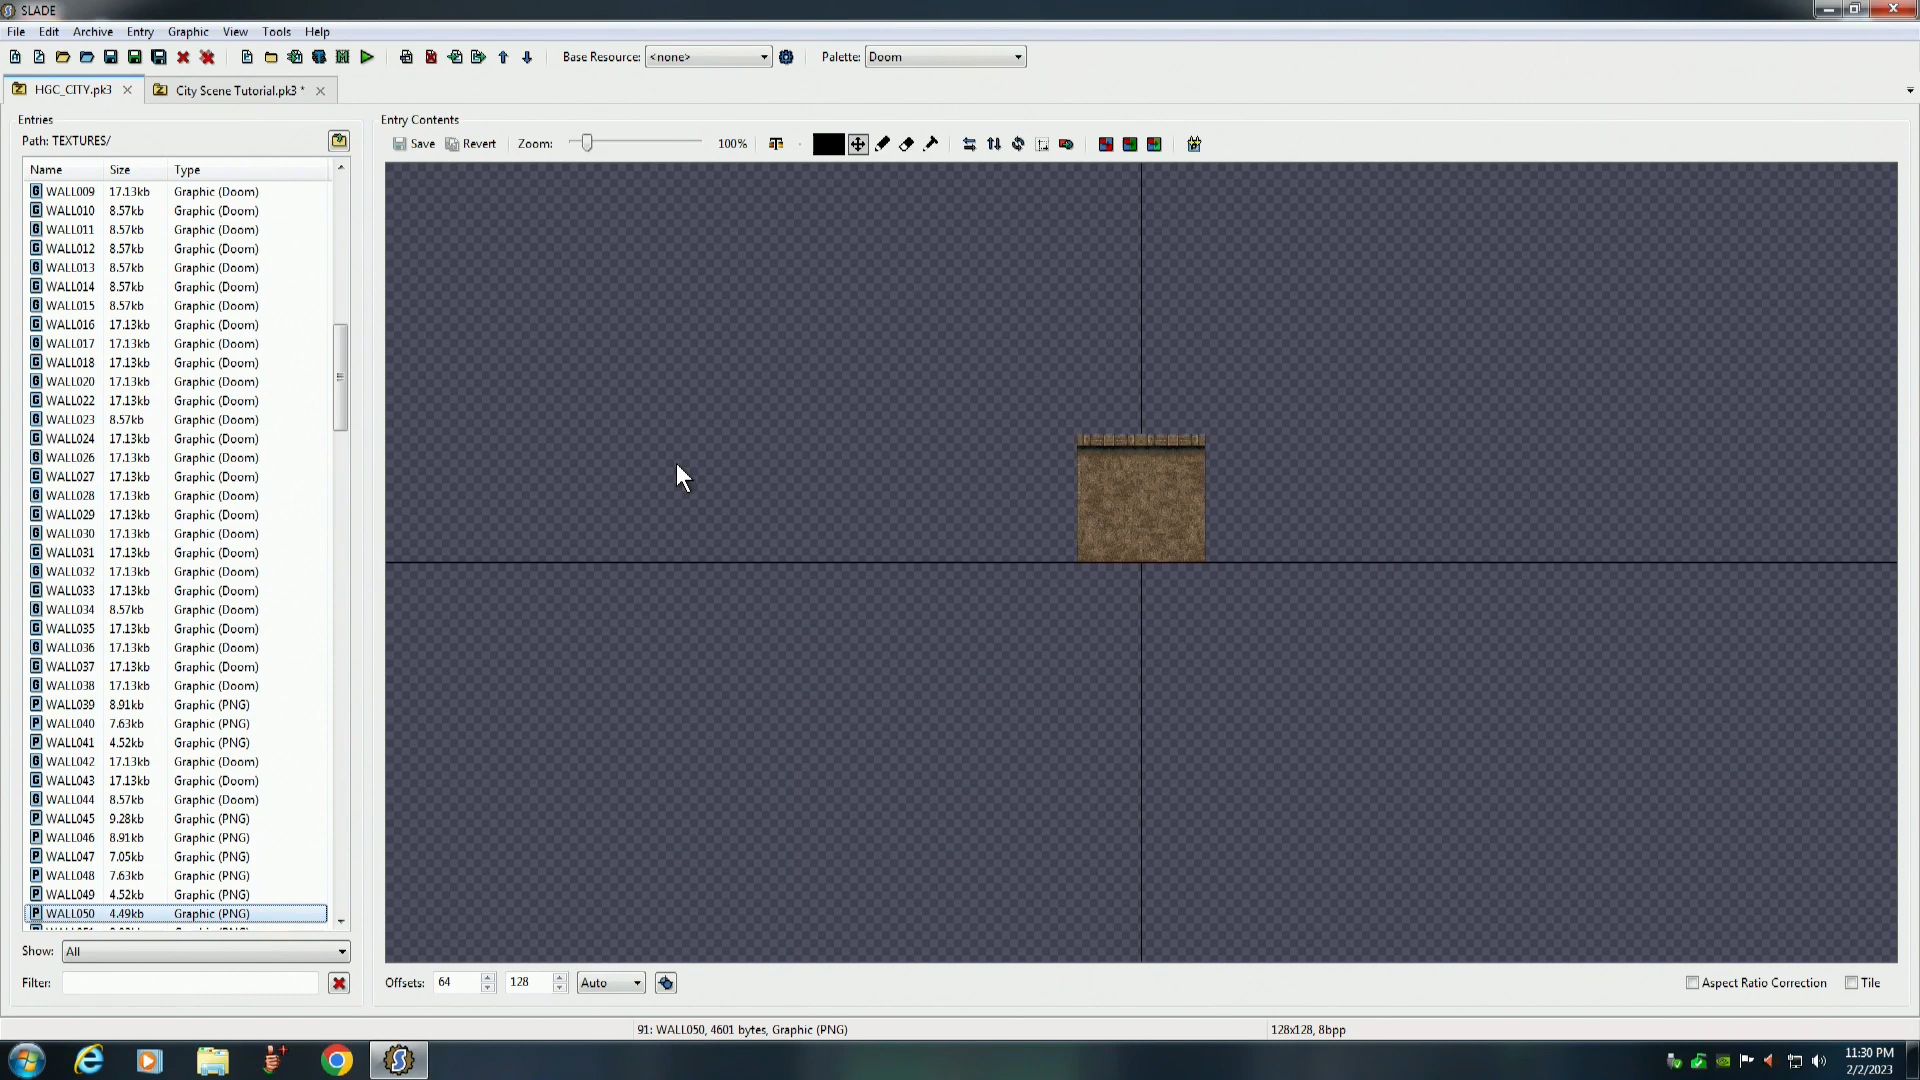 SLADE
File Edit Archive Entry Graphic View Tools Help
Base Resource: <none> Palette: Doom
HGC_CITY.pk3 City Scene Tutorial.pk3 *
Entries
Path: TEXTURES/
Name Size Type
WALL009 17.13kb Graphic (Doom)
WALL010 8.57kb Graphic (Doom)
WALL011 8.57kb Graphic (Doom)
WALL012 8.57kb Graphic (Doom)
WALL013 8.57kb Graphic (Doom)
WALL014 8.57kb Graphic (Doom)
WALL015 8.57kb Graphic (Doom)
WALL016 17.13kb Graphic (Doom)
WALL017 17.13kb Graphic (Doom)
WALL018 17.13kb Graphic (Doom)
WALL020 17.13kb Graphic (Doom)
WALL022 17.13kb Graphic (Doom)
WALL023 8.57kb Graphic (Doom)
WALL024 17.13kb Graphic (Doom)
WALL026 17.13kb Graphic (Doom)
WALL027 17.13kb Graphic (Doom)
WALL028 17.13kb Graphic (Doom)
WALL029 17.13kb Graphic (Doom)
WALL030 17.13kb Graphic (Doom)
WALL031 17.13kb Graphic (Doom)
WALL032 17.13kb Graphic (Doom)
WALL033 17.13kb Graphic (Doom)
WALL034 8.57kb Graphic (Doom)
WALL035 17.13kb Graphic (Doom)
WALL036 17.13kb Graphic (Doom)
WALL037 17.13kb Graphic (Doom)
WALL038 17.13kb Graphic (Doom)
WALL039 8.91kb Graphic (PNG)
WALL040 7.63kb Graphic (PNG)
WALL041 4.52kb Graphic (PNG)
WALL042 17.13kb Graphic (Doom)
WALL043 17.13kb Graphic (Doom)
WALL044 8.57kb Graphic (Doom)
WALL045 9.28kb Graphic (PNG)
WALL046 8.91kb Graphic (PNG)
WALL047 7.05kb Graphic (PNG)
WALL048 7.63kb Graphic (PNG)
WALL049 4.52kb Graphic (PNG)
WALL050 4.49kb Graphic (PNG)
Show: All
Filter:
Entry Contents
Save Revert Zoom: 100%
Offsets: 64 128 Auto Aspect Ratio Correction Tile
91: WALL050, 4601 bytes, Graphic (PNG) 128x128, 8bpp
11:30 PM
2/2/2023